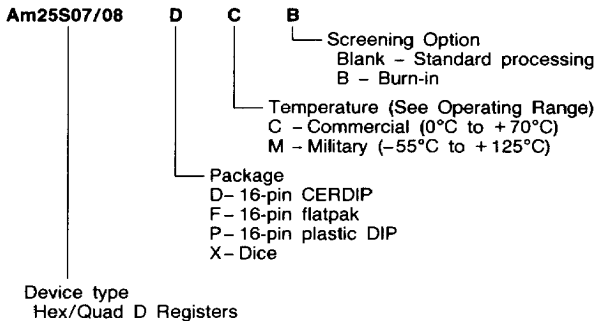 Am25S07/08 D C B
Screening Option
Blank – Standard processing
B – Burn-in
Temperature (See Operating Range)
C – Commercial (0°C to +70°C)
M – Military (–55°C to +125°C)
Package
D– 16-pin CERDIP
F– 16-pin flatpak
P– 16-pin plastic DIP
X– Dice
Device type
Hex/Quad D Registers